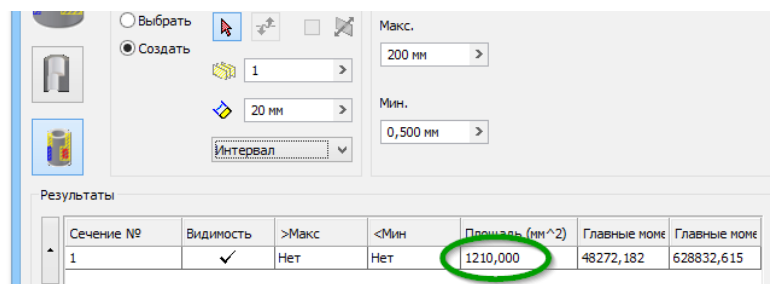 Выбрать
Создать
1
20 мм
Интервал
Макс.
200 мм
Мин.
0,500 мм
Результаты
Сечение № Видимость >Макс <Мин Площадь (мм^2) Главные моме Главные моме
1 Нет Нет 1210,000 48272,182 628832,615